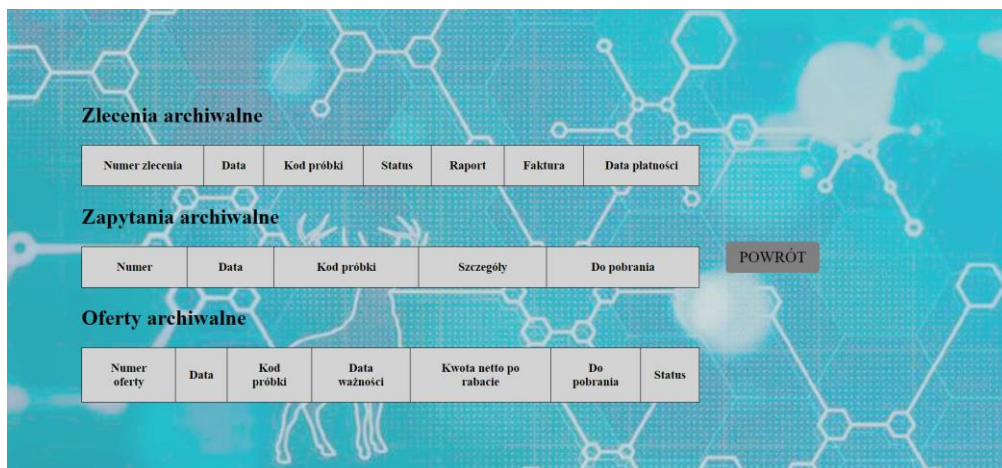 Zlecenia archiwalne
Numer zlecenia Data Kod próbki Status Raport Faktura Data płatności
Zapytania archiwalne
Numer Data Kod próbki Szczegóły Do pobrania
POWRÓT
Oferty archiwalne
Numer oferty Data Kod próbki Data ważności Kwota netto po rabacie Do pobrania Status